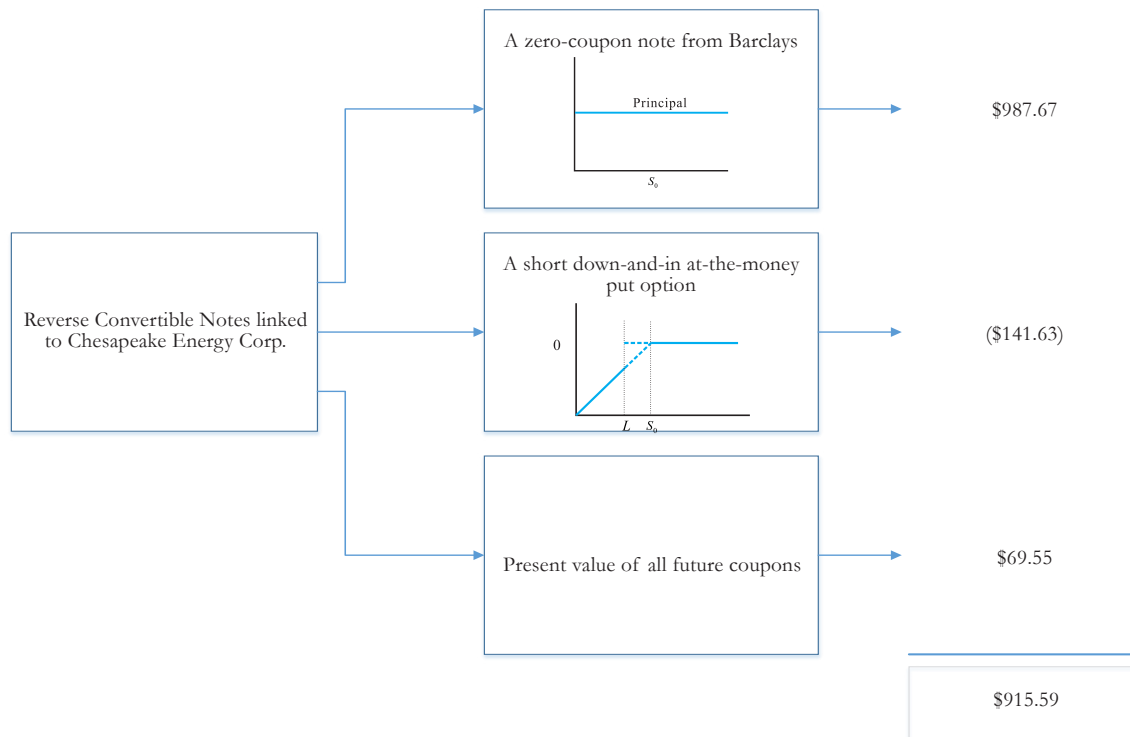 A zero-coupon note from Barclays
Principal
S₀
$987.67
Reverse Convertible Notes linked
to Chesapeake Energy Corp.
A short down-and-in at-the-money
put option
0
L S₀
($141.63)
Present value of all future coupons
$69.55
$915.59